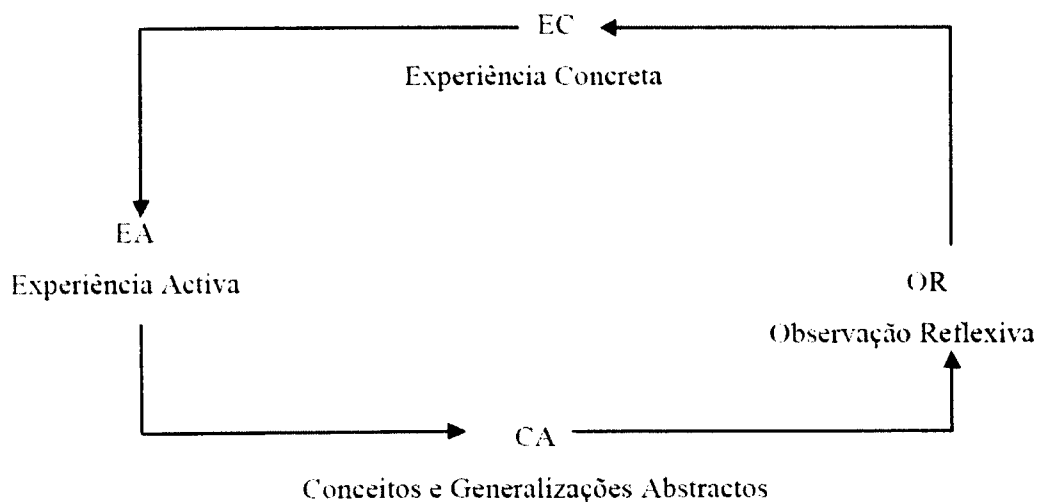 EC
Experiência Concreta
EA
Experiência Activa
OR
Observação Reflexiva
CA
Conceitos e Generalizações Abstractos